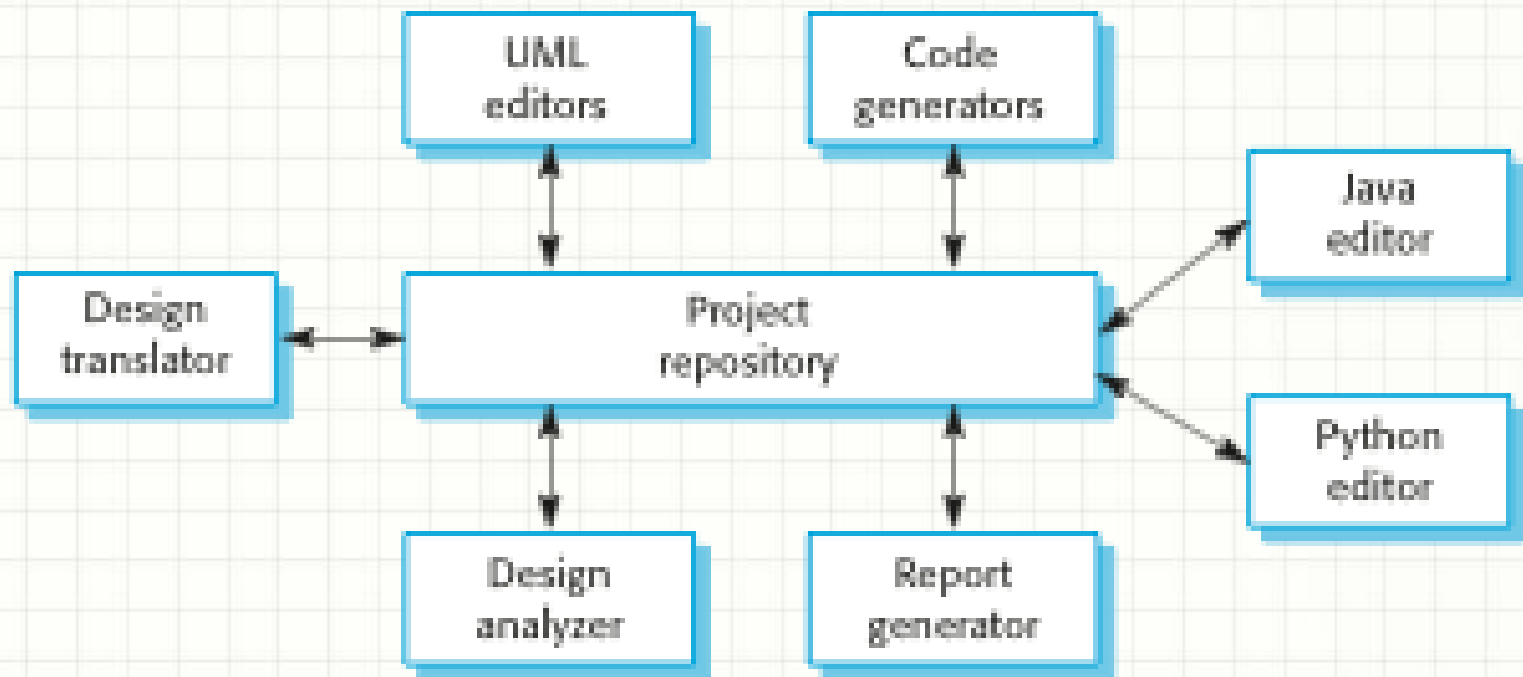 UML
editors
Code
generators
Java
editor
Design
translator
Project
repository
Python
editor
Design
analyzer
Report
generator